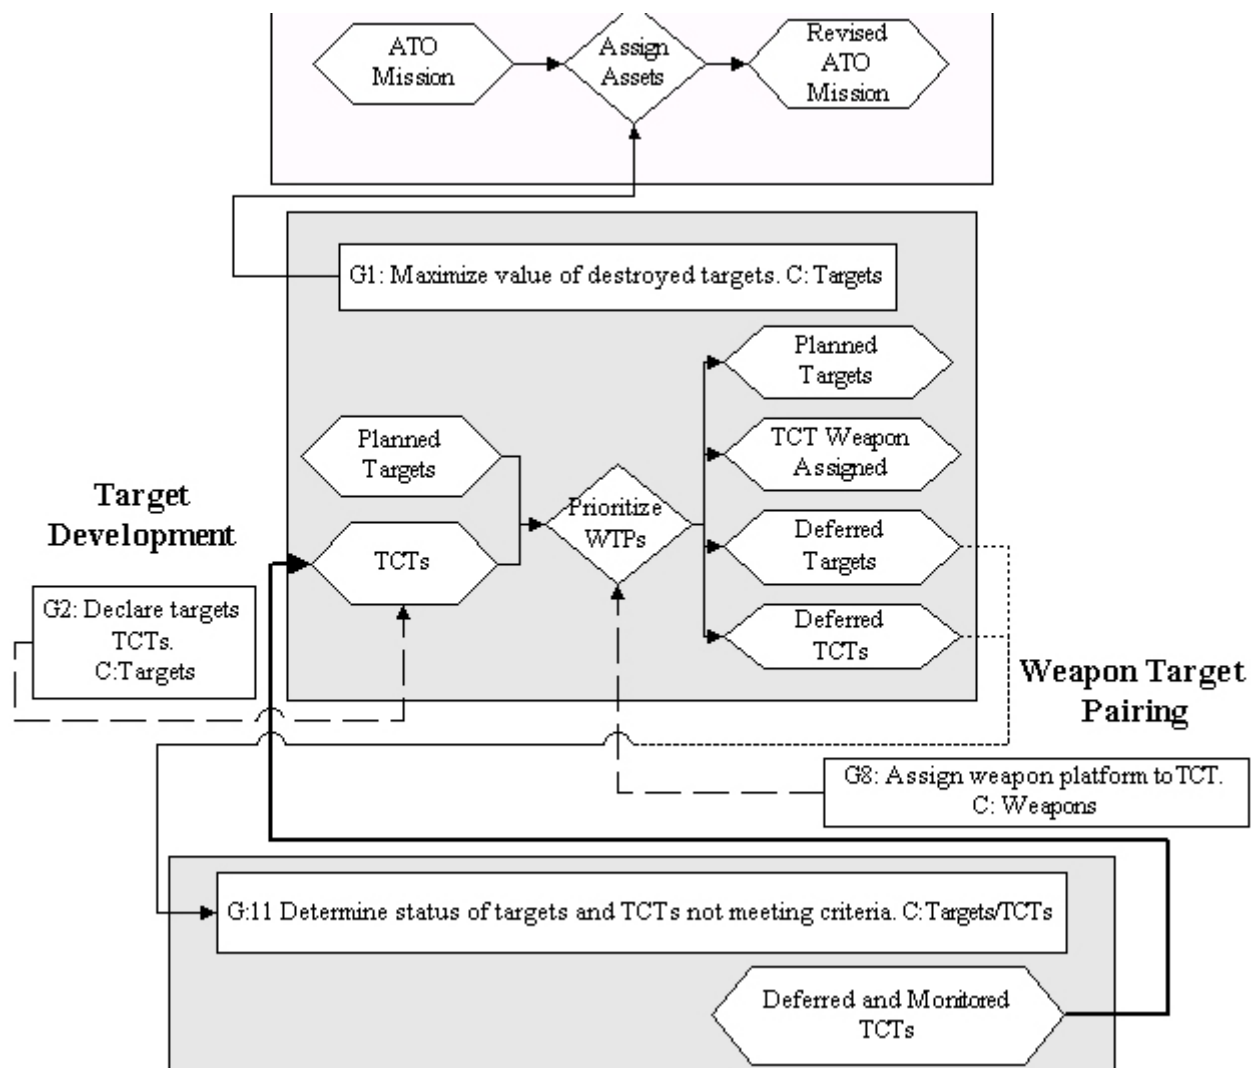 ATO
Mission
Assign
Assets
Revised
ATO
Mission
G1: Maximize value of destroyed targets. C: Targets
Planned
Targets
TCT Weapon
Assigned
Planned
Targets
Prioritize
WTPs
Deferred
Targets
TCTs
Deferred
TCTs
Target
Development
G2: Declare targets
TCTs.
C:Targets
Weapon Target
Pairing
G8: Assign weapon platform to TCT.
C: Weapons
G:11 Determine status of targets and TCTs not meeting criteria. C:Targets/TCTs
Deferred and Monitored
TCTs